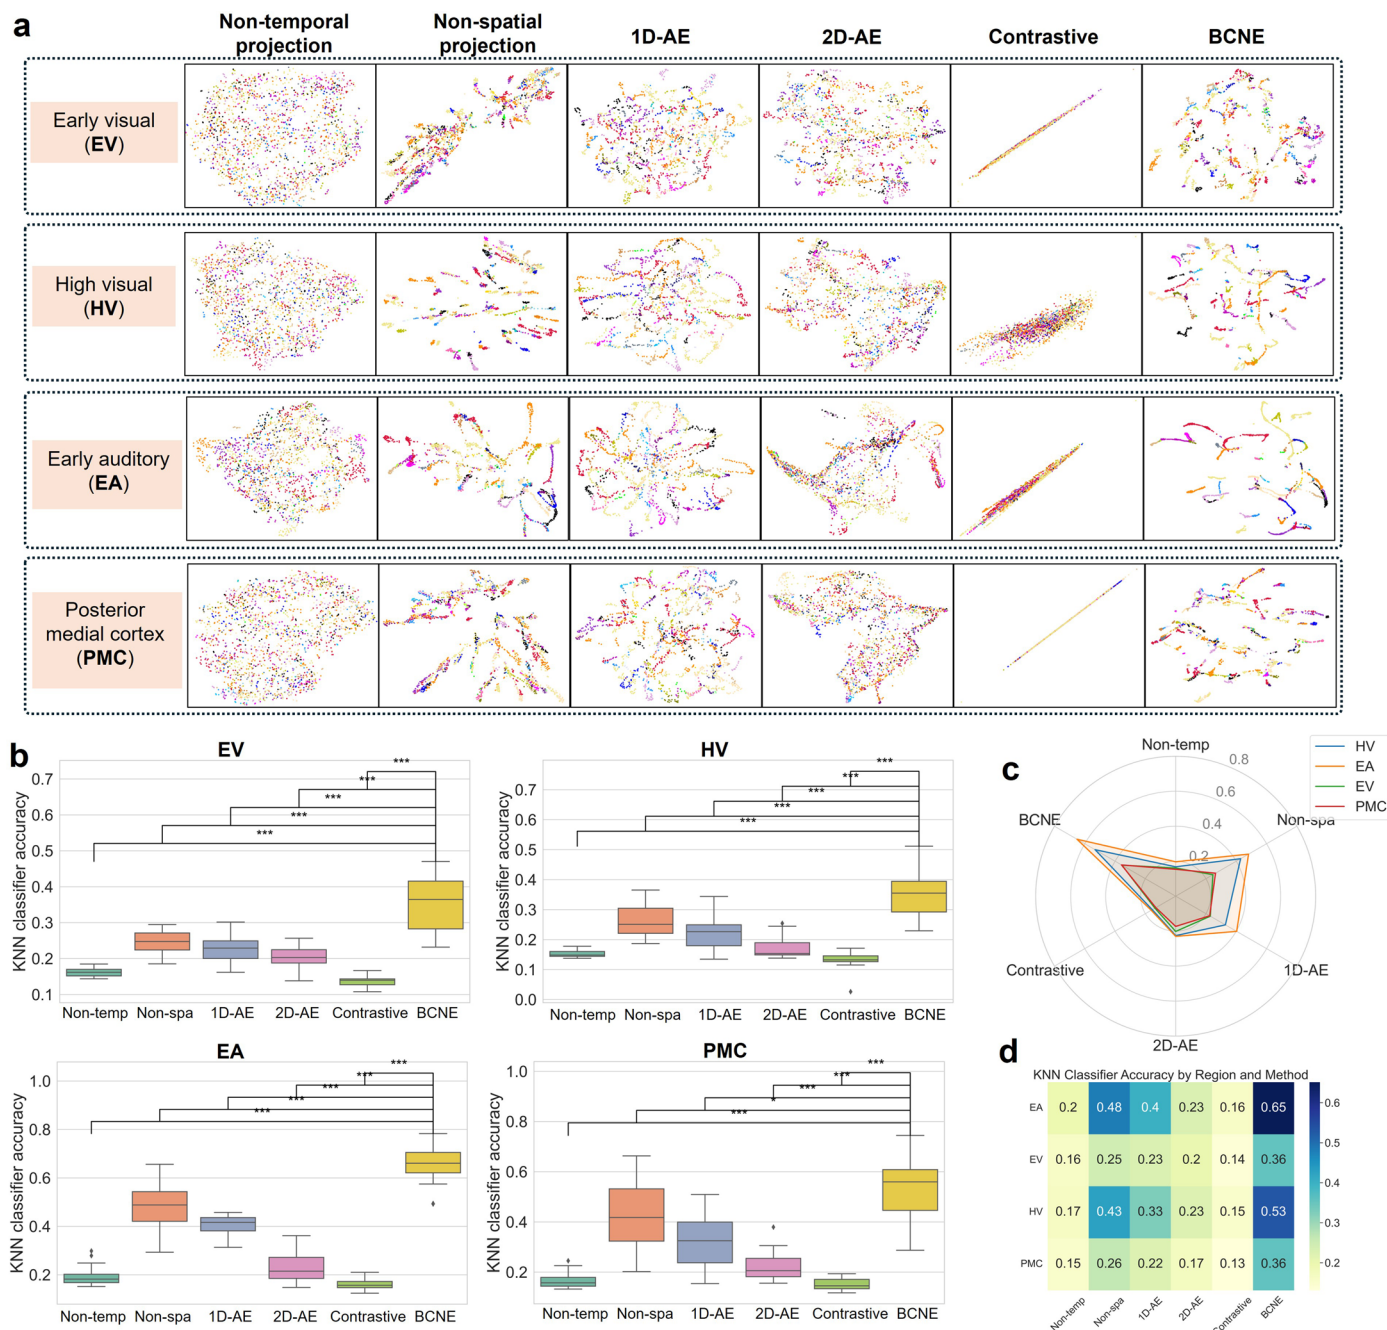 a
Non-temporal projection
Non-spatial projection
1D-AE
2D-AE
Contrastive
BCNE
Early visual
(EV)
High visual
(HV)
Early auditory
(EA)
Posterior
medial cortex
(PMC)
b
EV
KNN classifier accuracy
0.7
0.6
0.5
0.4
0.3
0.2
0.1
***
***
***
***
***
Non-temp Non-spa 1D-AE 2D-AE Contrastive BCNE
HV
KNN classifier accuracy
0.7
0.6
0.5
0.4
0.3
0.2
0.1
0.0
***
***
***
***
***
Non-temp Non-spa 1D-AE 2D-AE Contrastive BCNE
EA
KNN classifier accuracy
1.0
0.8
0.6
0.4
0.2
***
***
***
***
***
Non-temp Non-spa 1D-AE 2D-AE Contrastive BCNE
PMC
KNN classifier accuracy
1.0
0.8
0.6
0.4
0.2
***
***
***
*
***
Non-temp Non-spa 1D-AE 2D-AE Contrastive BCNE
c
Non-temp
Non-spa
1D-AE
2D-AE
Contrastive
BCNE
0.8
0.6
0.4
0.2
HV
EA
EV
PMC
d
KNN Classifier Accuracy by Region and Method
EA 0.2 0.48 0.4 0.23 0.16 0.65
EV 0.16 0.25 0.23 0.2 0.14 0.36
HV 0.17 0.43 0.33 0.23 0.15 0.53
PMC 0.15 0.26 0.22 0.17 0.13 0.36
Non-temp Non-spa 1D-AE 2D-AE Contrastive BCNE
0.6
0.5
0.4
0.3
0.2